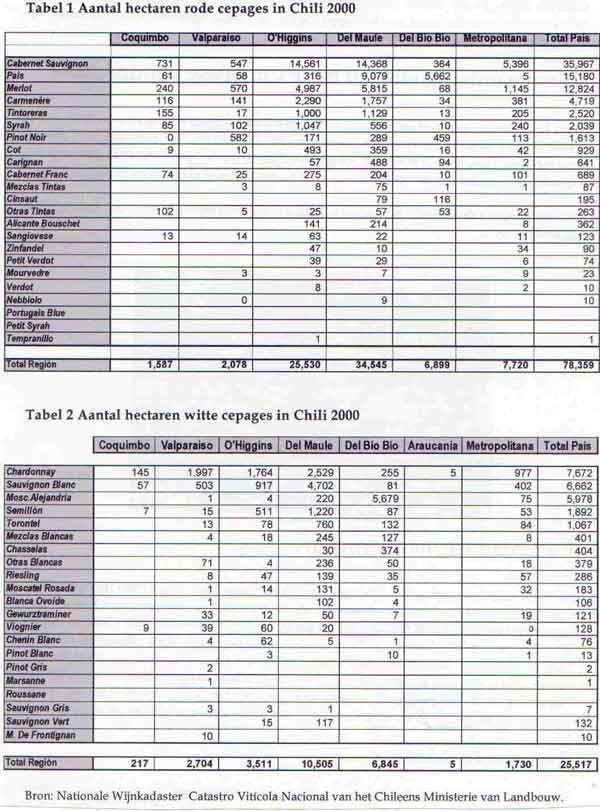 Tabel 1 Aantal hectaren rode cepages in Chili 2000
Coquimbo Valparaiso O'Higgins Del Maule Del Bio Bio Metropolitana Total Pais
Cabernet Sauvignon 731 547 14,561 14,368 364 5,396 35,967
Pais 61 58 316 9,079 5,662 5 15,180
Merlot 240 570 4,987 5,815 68 1,145 12,824
Carmenére 116 141 2,290 1,757 34 381 4,719
Tintoreras 155 17 1,000 1,129 13 205 2,520
Syrah 85 102 1,047 556 10 240 2,039
Pinot Noir 0 582 171 289 459 113 1,613
Cot 9 10 493 359 16 42 929
Carignan 57 488 94 2 641
Cabernet Franc 74 25 275 204 10 101 689
Mezclas Tintas 3 8 75 1 1 87
Cinsaut 79 116 195
Otras Tintas 102 5 25 57 53 22 263
Alicante Bouschet 141 214 8 362
Sangiovese 13 14 63 22 11 123
Zinfandel 47 10 34 90
Petit Verdot 39 29 6 74
Mourvedre 3 3 7 9 23
Verdot 8 2 10
Nebbiolo 0 9 10
Portugais Blue
Petit Syrah
Tempranillo 1 1
Total Región 1,587 2,078 25,530 34,545 6,899 7,720 78,359
Tabel 2 Aantal hectaren witte cepages in Chili 2000
Coquimbo Valparaiso O'Higgins Del Maule Del Bio Bio Araucania Metropolitana Total Pais
Chardonnay 145 1,997 1,764 2,529 255 5 977 7,672
Sauvignon Blanc 57 503 917 4,702 81 402 6,662
Mosc.Alejandria 1 4 220 5,679 75 5,978
Semillón 7 15 511 1,220 87 53 1,892
Torontel 13 78 760 132 84 1,067
Mezclas Blancas 4 18 245 127 8 401
Chasselas 30 374 404
Otras Blancas 71 4 236 50 18 379
Riesling 8 47 139 35 57 286
Moscatel Rosada 1 14 131 5 32 183
Blanca Ovoide 1 102 4 106
Gewurztraminer 33 12 50 7 19 121
Viognier 9 39 60 20 0 128
Chenin Blanc 4 62 5 1 4 76
Pinot Blanc 3 10 1 13
Pinot Gris 2 2
Marsanne 1 1
Roussane
Sauvignon Gris 3 3 1 7
Sauvignon Vert 15 117 132
M. De Frontignan 10 10
Total Región 217 2,704 3,511 10,505 6,845 5 1,730 25,517
Bron: Nationale Wijnkadaster Catastro Vitícola Nacional van het Chileens Ministerie van Landbouw.